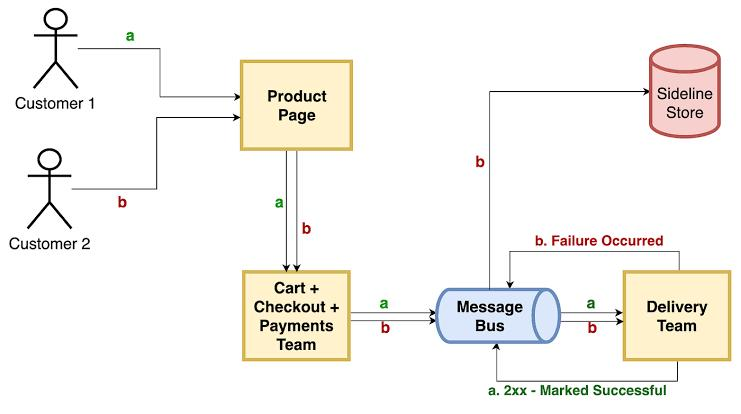 a
Customer 1
Product
Page
Sideline
Store
b
Customer 2
b
a
b
b. Failure Occurred
Cart +
Checkout +
Payments
Team
a
b
Message
Bus
a
b
Delivery
Team
a. 2xx - Marked Successful